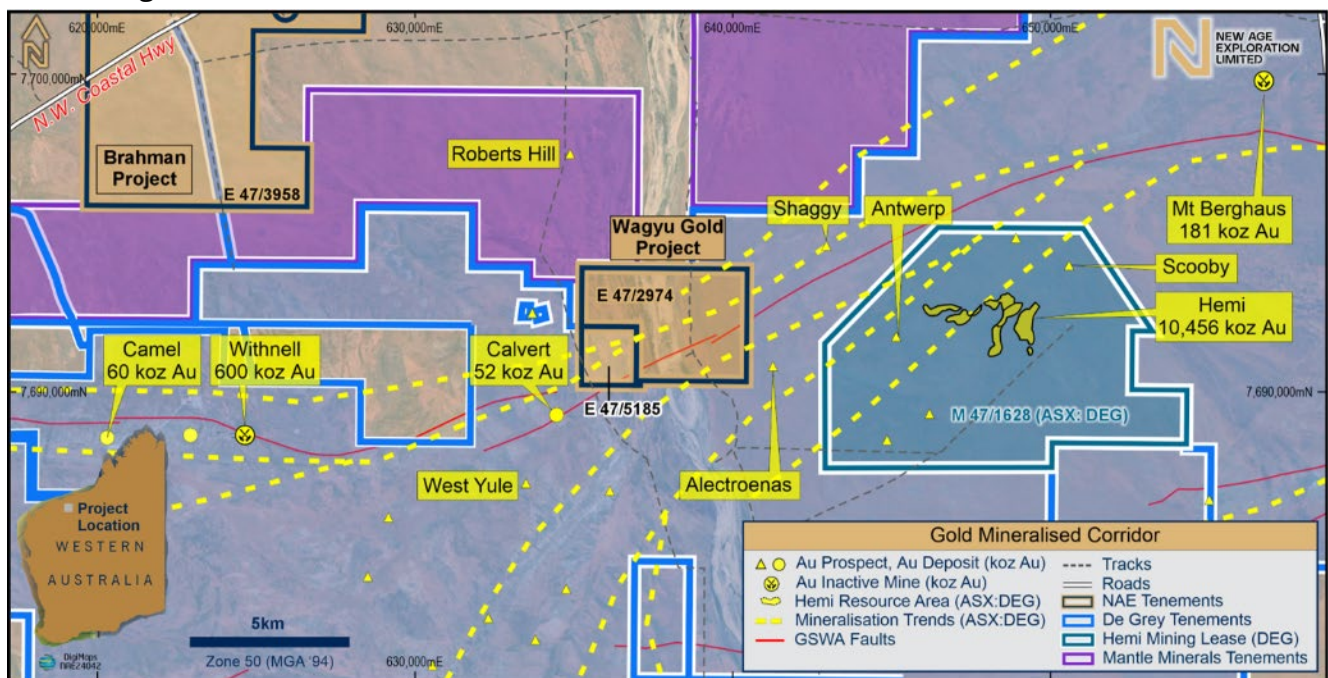 620,000mE
630,000mE
640,000mE
650,000mE
N
N.W. Coastal Hwy
7,700,000mN
NEW AGE
EXPLORATION
LIMITED
Roberts Hill
Brahman
Project
E 47/3958
Shaggy
Antwerp
Mt Berghaus
181 koz Au
Wagyu Gold
Project
Scooby
E 47/2974
Hemi
10,456 koz Au
Camel
60 koz Au
Withnell
600 koz Au
Calvert
52 koz Au
7,690,000mN
7,690,000mN
E 47/5185
M 47/1628 (ASX: DEG)
West Yule
Alectroenas
Project
Location
WESTERN
AUSTRALIA
5km
Zone 50 (MGA '94)
DigiMaps
NAE24042
630,000mE
Gold Mineralised Corridor
Au Prospect, Au Deposit (koz Au)
Au Inactive Mine (koz Au)
Hemi Resource Area (ASX:DEG)
Mineralisation Trends (ASX:DEG)
GSWA Faults
Tracks
Roads
NAE Tenements
De Grey Tenements
Hemi Mining Lease (DEG)
Mantle Minerals Tenements